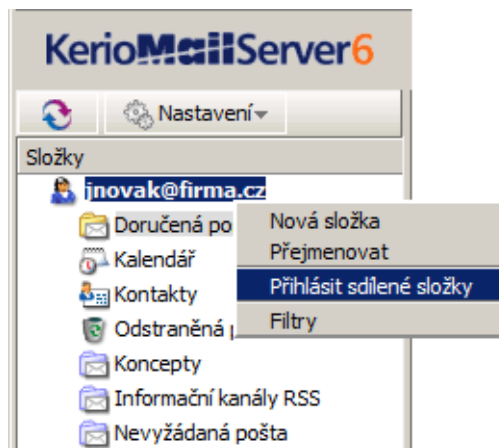 KerioMailServer6
Nastavení
Složky
jnovak@firma.cz
Doručená po
Kalendář
Kontakty
Odstraněná
Koncepty
Informační kanály RSS
Nevyžádaná pošta
Nová složka
Přejmenovat
Přihlásit sdílené složky
Filtry